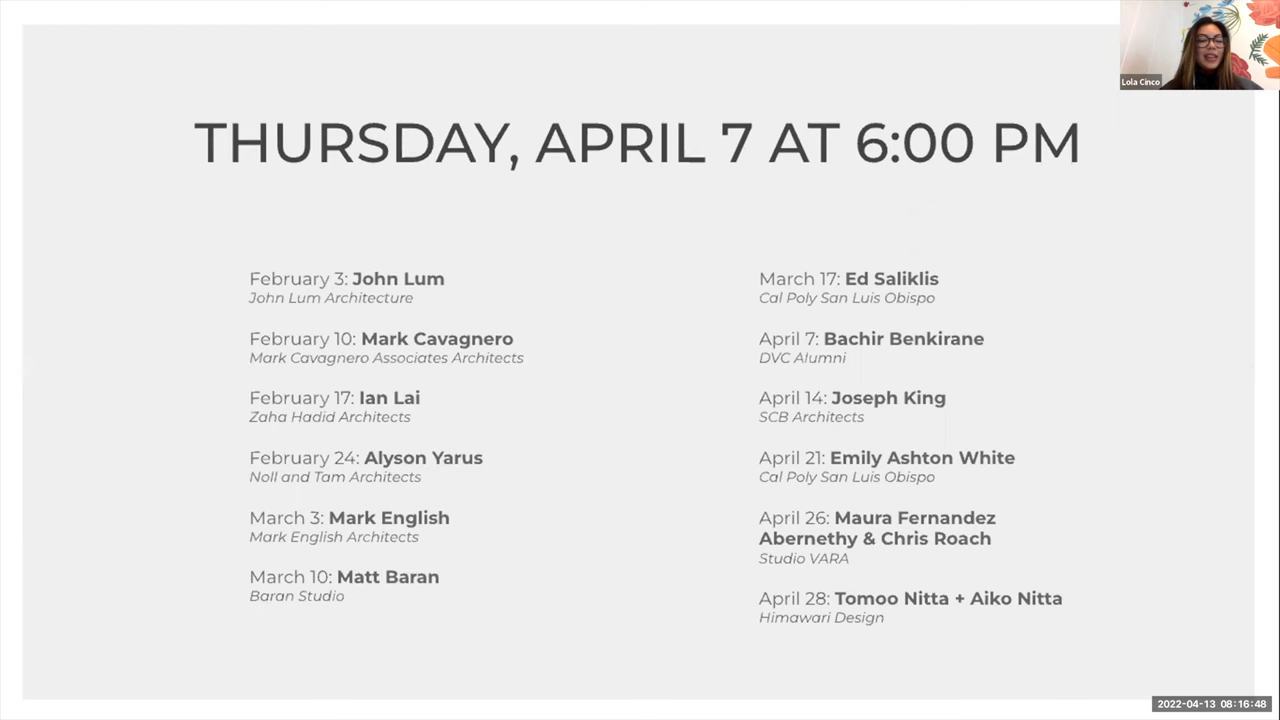 Lola Cinco
THURSDAY, APRIL 7 AT 6:00 PM
February 3: John Lum
John Lum Architecture
February 10: Mark Cavagnero
Mark Cavagnero Associates Architects
February 17: Ian Lai
Zaha Hadid Architects
February 24: Alyson Yarus
Noll and Tam Architects
March 3: Mark English
Mark English Architects
March 10: Matt Baran
Baran Studio
March 17: Ed Saliklis
Cal Poly San Luis Obispo
April 7: Bachir Benkirane
DVC Alumni
April 14: Joseph King
SCB Architects
April 21: Emily Ashton White
Cal Poly San Luis Obispo
April 26: Maura Fernandez
Abernethy & Chris Roach
Studio VARA
April 28: Tomoo Nitta + Aiko Nitta
Himawari Design
2022-04-13 08:16:48